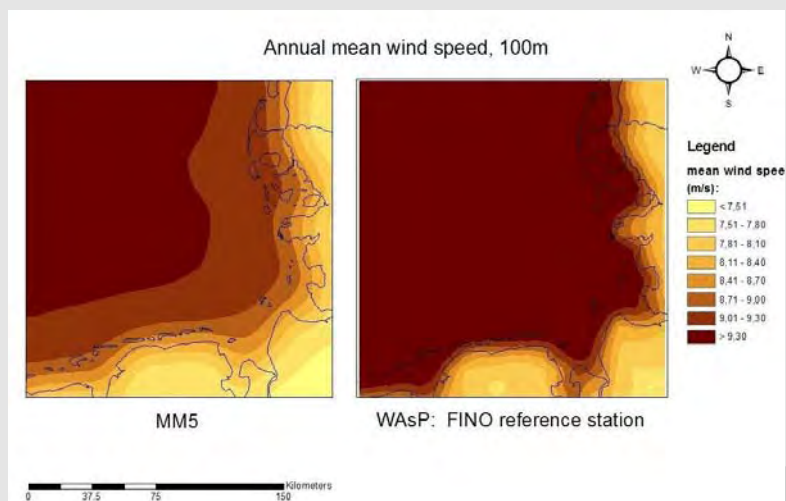 Annual mean wind speed, 100m
N
W E
S
Legend
mean wind spee
(m/s):
< 7,51
7,51 - 7,80
7,81 - 8,10
8,11 - 8,40
8,41 - 8,70
8,71 - 9,00
9,01 - 9,30
> 9,30
MM5
WAsP: FINO reference station
Kilometers
0 37.5 75 150